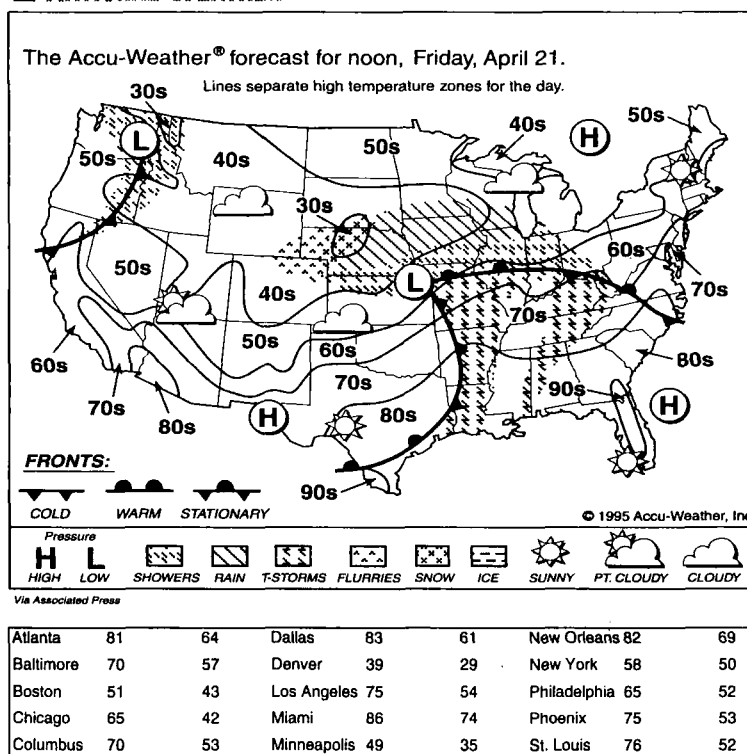 The Accu-Weather® forecast for noon, Friday, April 21.
Lines separate high temperature zones for the day.
30s
40s
50s
L
H
50s
40s
50s
30s
60s
50s
L
70s
40s
70s
50s
60s
80s
60s
70s
90s
70s
H
80s
H
80s
FRONTS:
90s
COLD WARM STATIONARY
© 1995 Accu-Weather, Inc
Pressure
H L
HIGH LOW SHOWERS RAIN T-STORMS FLURRIES SNOW ICE SUNNY PT. CLOUDY CLOUDY
Via Associated Press
Atlanta 81 64 Dallas 83 61 New Orleans 82 69
Baltimore 70 57 Denver 39 29 New York 58 50
Boston 51 43 Los Angeles 75 54 Philadelphia 65 52
Chicago 65 42 Miami 86 74 Phoenix 75 53
Columbus 70 53 Minneapolis 49 35 St. Louis 76 52